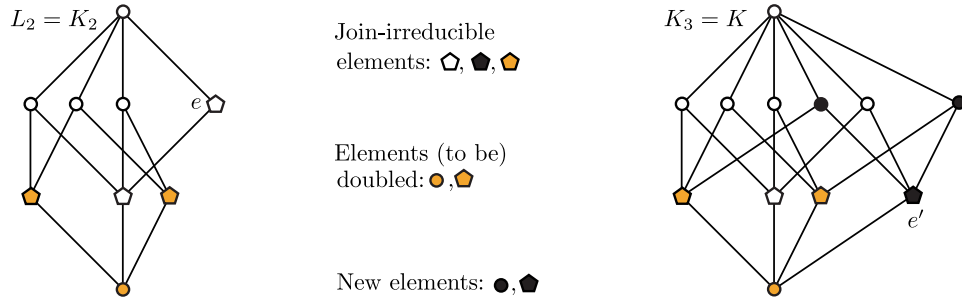 L₂ = K₂
e
Join-irreducible
elements: , ,
Elements (to be)
doubled: ,
New elements: ,
K₃ = K
e′